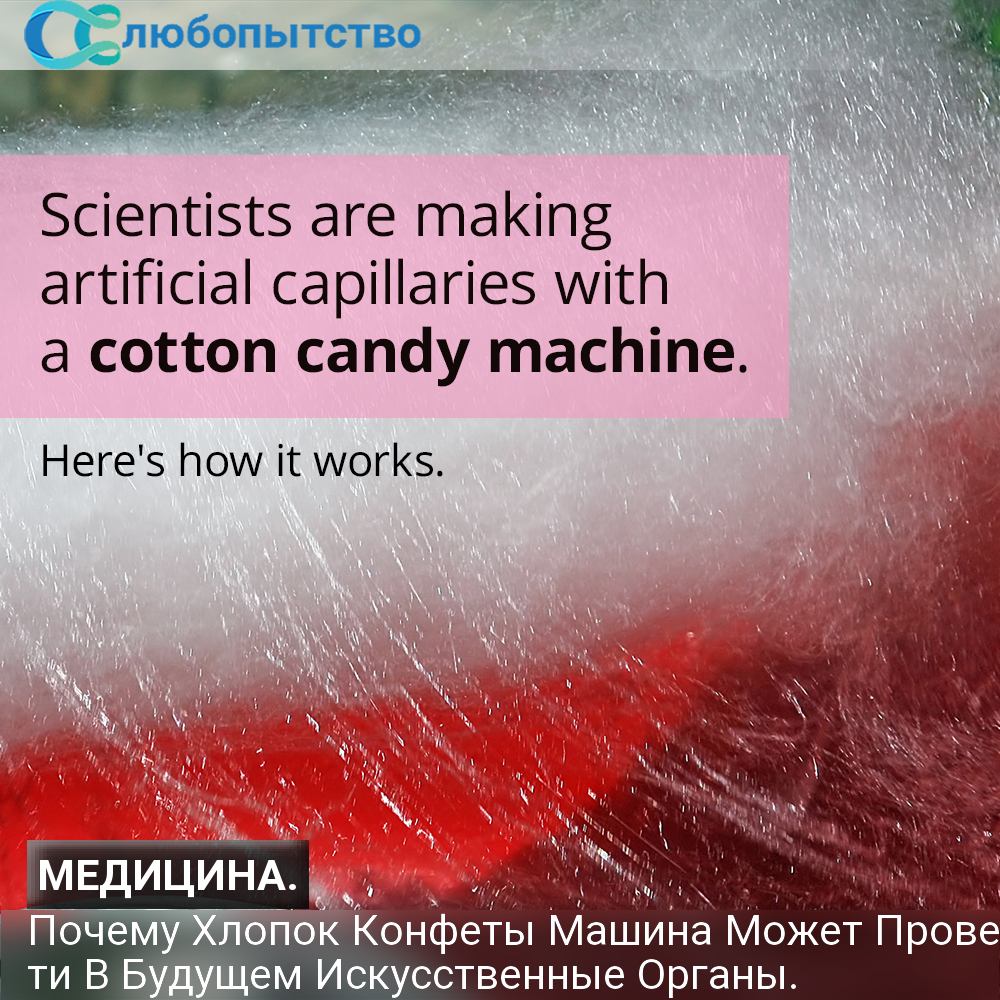 любопытство
Scientists are making
artificial capillaries with
a cotton candy machine.
Here's how it works.
МЕДИЦИНА.
Почему Хлопок Конфеты Машина Может Прове
ти В Будущем Искусственные Органы.